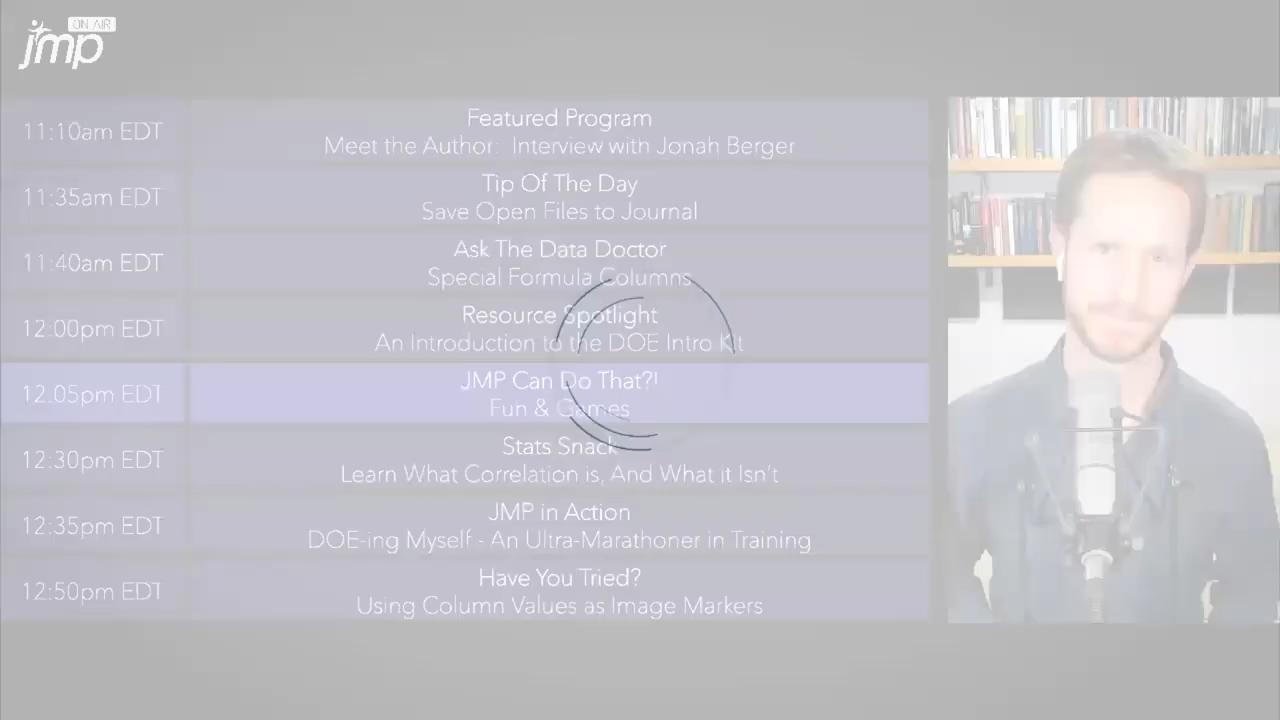 ON AIR
jmp
11:10am EDT
Featured Program
Meet the Author: Interview with Jonah Berger
11:35am EDT
Tip Of The Day
Save Open Files to Journal
11:40am EDT
Ask The Data Doctor
Special Formula Columns
12:00pm EDT
Resource Spotlight
An Introduction to the DOE Intro Kit
12.05pm EDT
JMP Can Do That?!
Fun & Games
12:30pm EDT
Stats Snack
Learn What Correlation is, And What it Isn't
12:35pm EDT
JMP in Action
DOE-ing Myself - An Ultra-Marathoner in Training
12:50pm EDT
Have You Tried?
Using Column Values as Image Markers